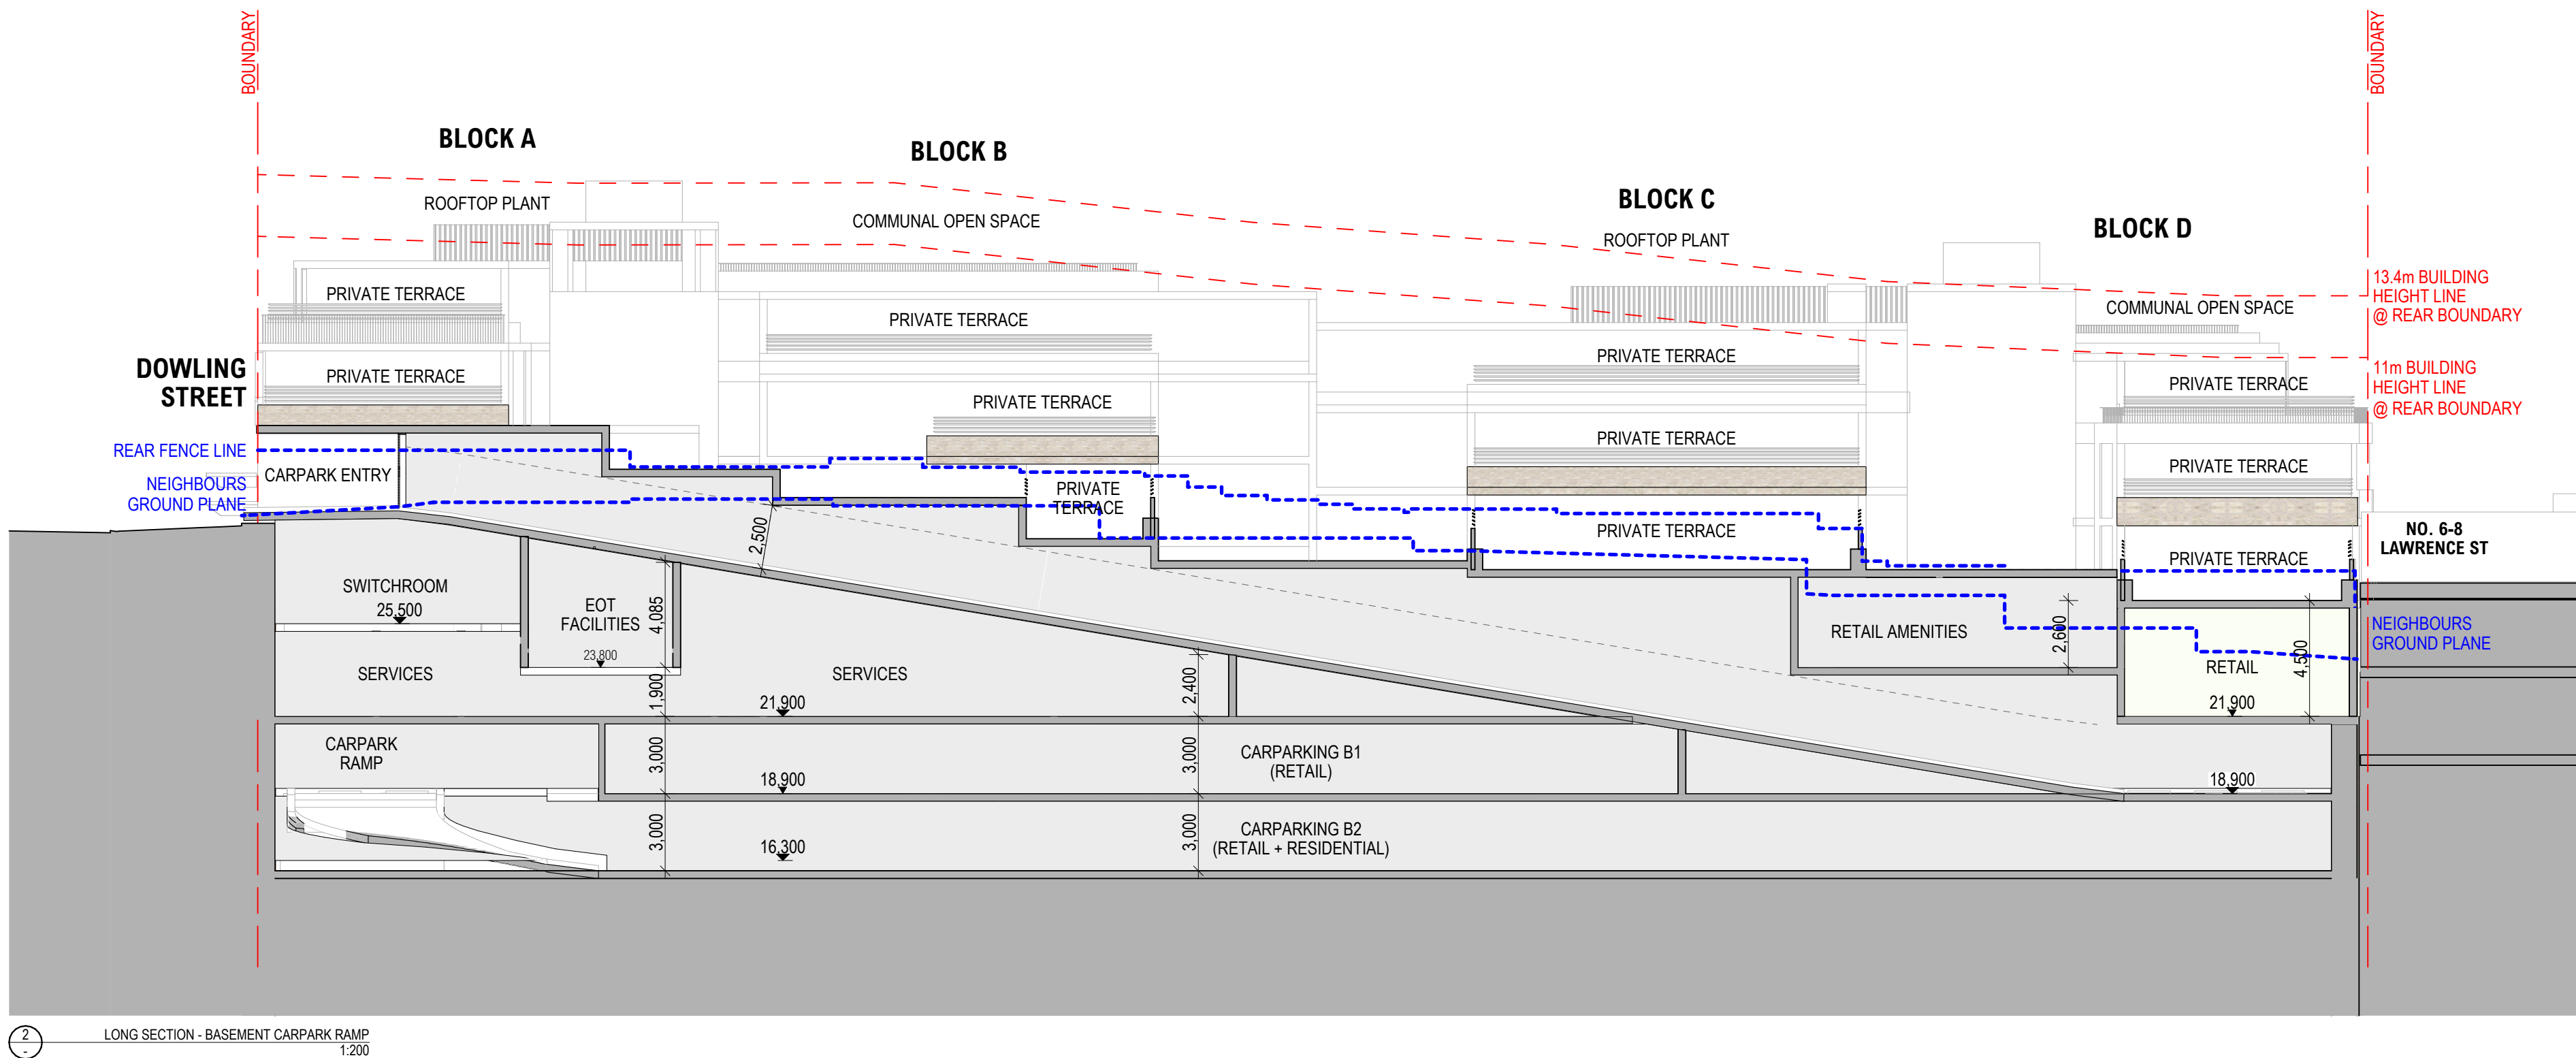 BOUNDARY
BOUNDARY
BLOCK A
BLOCK B
BLOCK C
BLOCK D
ROOFTOP PLANT
COMMUNAL OPEN SPACE
ROOFTOP PLANT
COMMUNAL OPEN SPACE
13.4m BUILDING
HEIGHT LINE
@ REAR BOUNDARY
11m BUILDING
HEIGHT LINE
@ REAR BOUNDARY
PRIVATE TERRACE
PRIVATE TERRACE
PRIVATE TERRACE
PRIVATE TERRACE
PRIVATE TERRACE
PRIVATE TERRACE
PRIVATE TERRACE
PRIVATE TERRACE
PRIVATE TERRACE
PRIVATE
TERRACE
PRIVATE TERRACE
PRIVATE TERRACE
DOWLING
STREET
REAR FENCE LINE
NEIGHBOURS
GROUND PLANE
CARPARK ENTRY
NO. 6-8
LAWRENCE ST
2,500
SWITCHROOM
25,500
EOT
FACILITIES
23,800
4,085
RETAIL AMENITIES
2,600
4,500
NEIGHBOURS
GROUND PLANE
SERVICES
1,900
SERVICES
21,900
2,400
RETAIL
21,900
CARPARK
RAMP
3,000
18,900
3,000
CARPARKING B1
(RETAIL)
18,900
3,000
16,300
3,000
CARPARKING B2
(RETAIL + RESIDENTIAL)
2
-
LONG SECTION - BASEMENT CARPARK RAMP
1:200